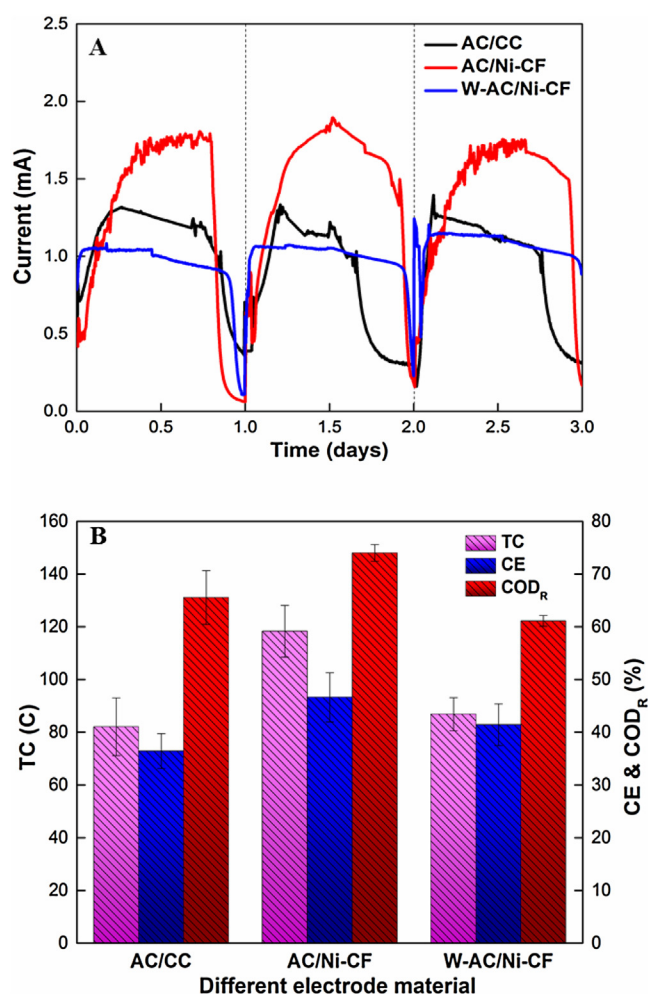 A
AC/CC
AC/Ni-CF
W-AC/Ni-CF
2.5
2.0
1.5
1.0
0.5
0.0
Current (mA)
0.0 0.5 1.0 1.5 2.0 2.5 3.0
Time (days)
B
TC
CE
COD_R
160 80
140 70
120 60
100 50
80 40
60 30
40 20
20 10
0 0
TC (C)
CE & COD_R (%)
AC/CC AC/Ni-CF W-AC/Ni-CF
Different electrode material